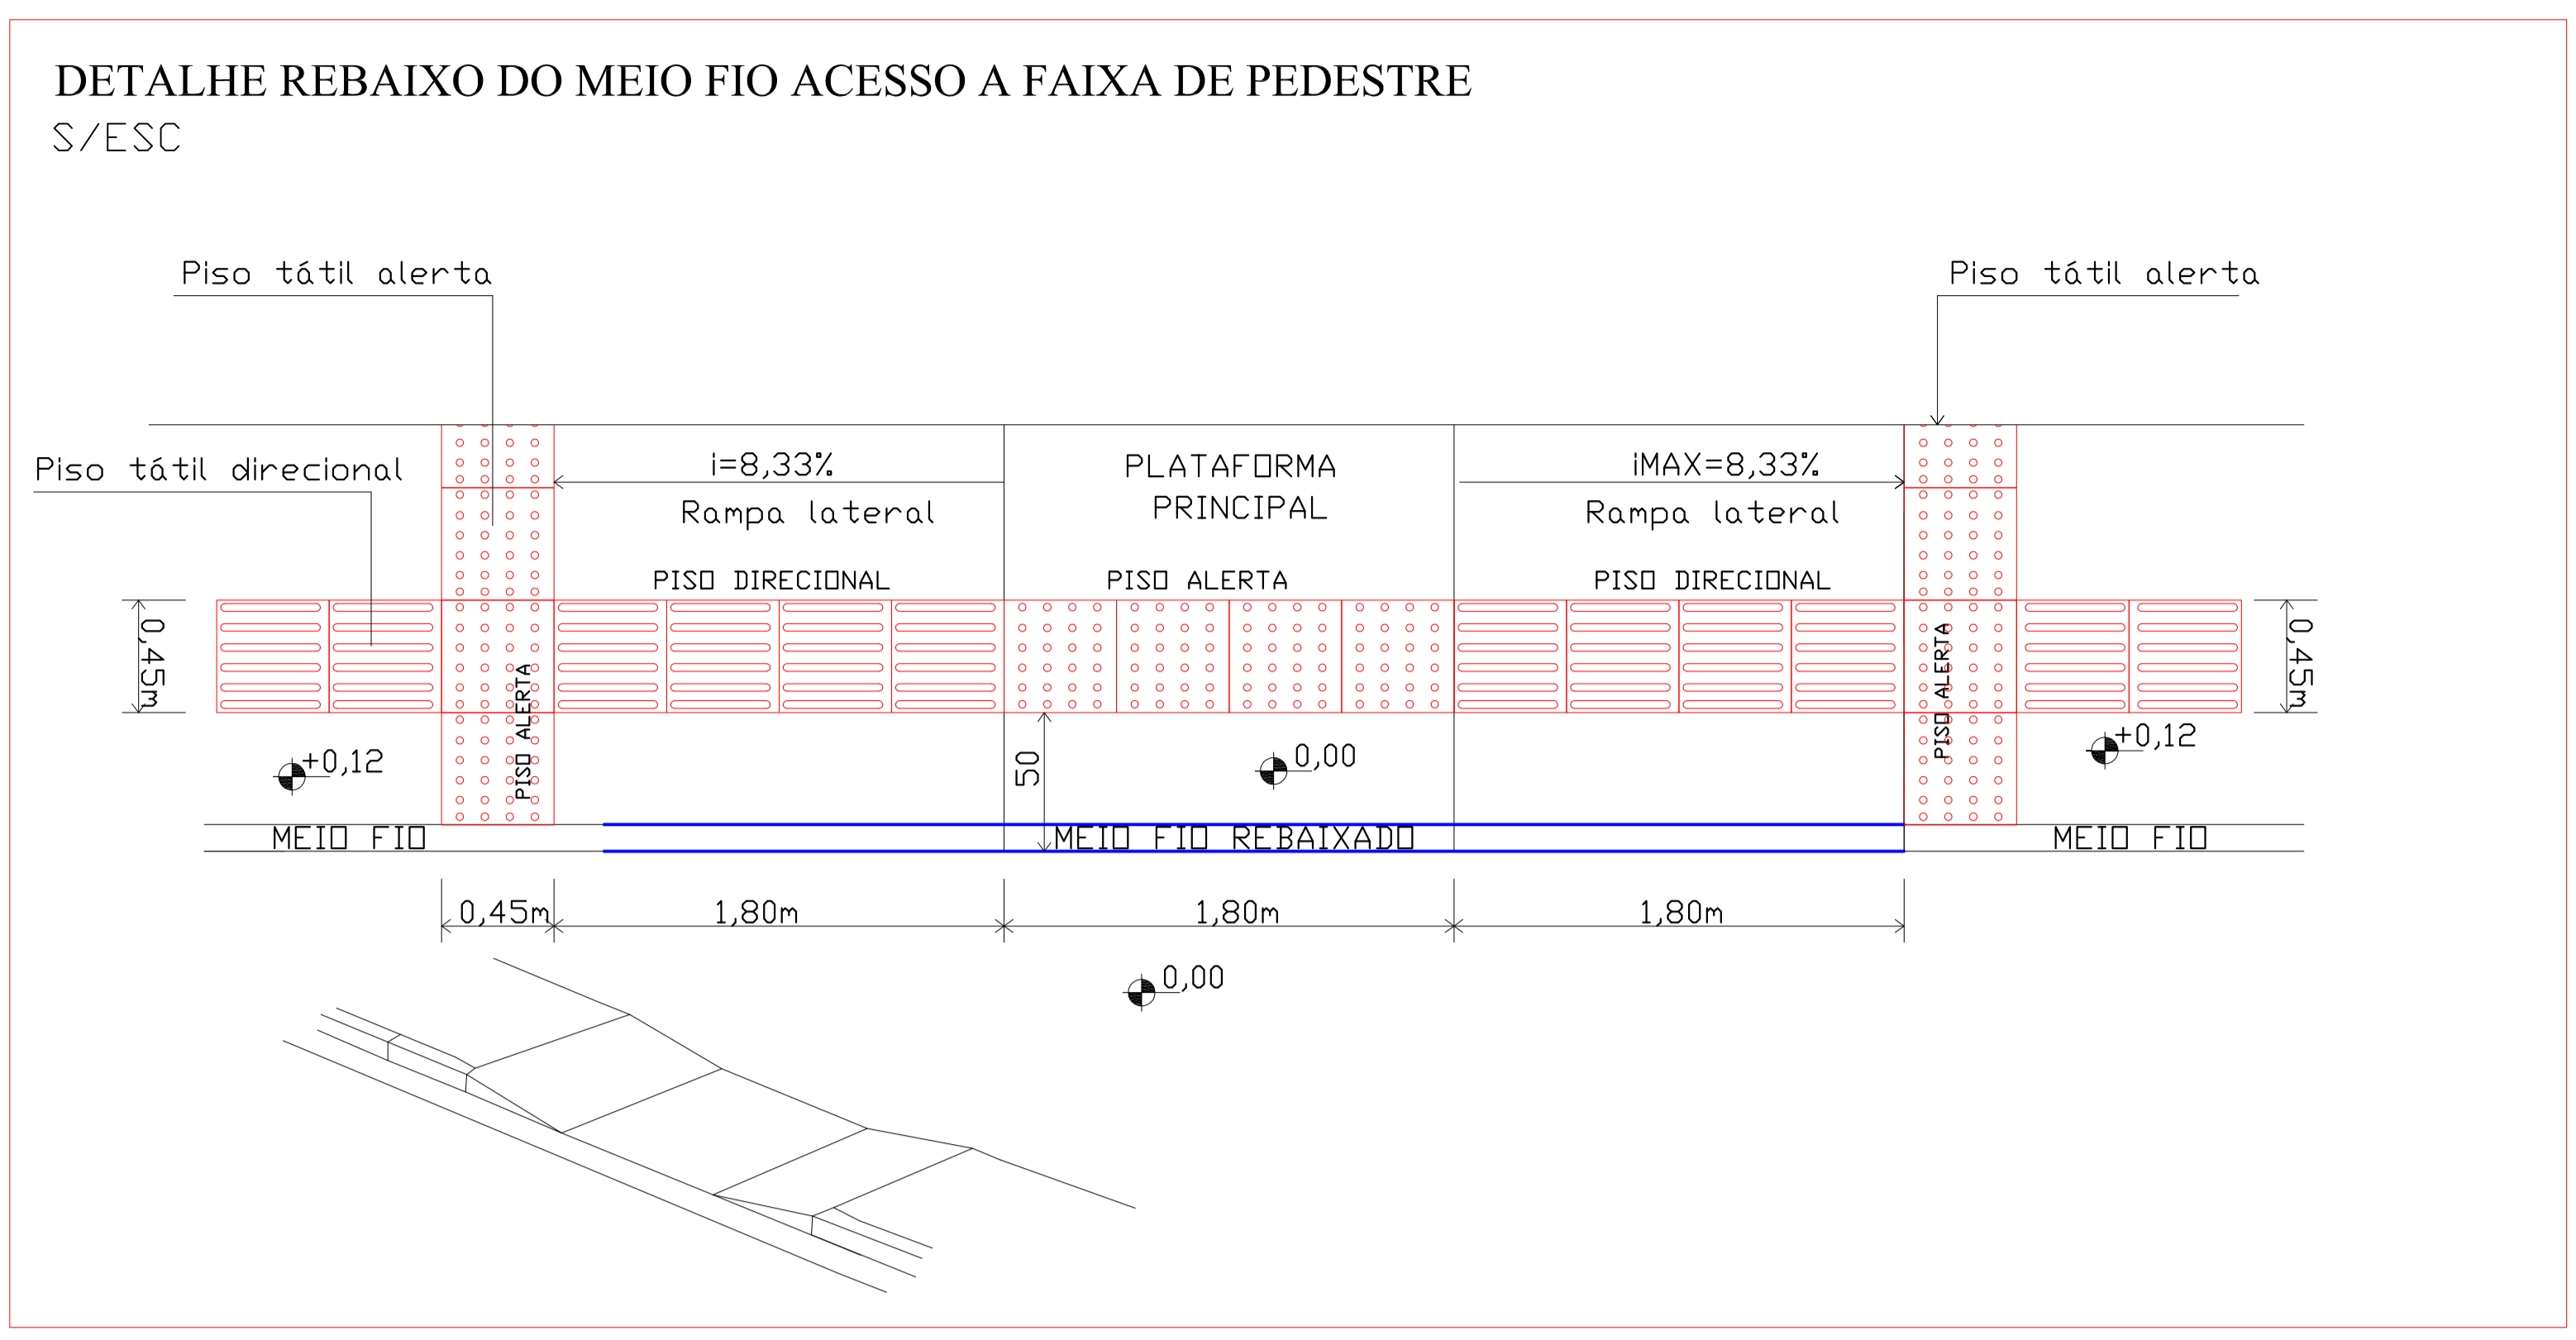 DETALHE REBAIXO DO MEIO FIO ACESSO A FAIXA DE PEDESTRE
S/ESC
Piso tátil alerta
Piso tátil alerta
Piso tátil direcional
i=8,33%
Rampa lateral
PLATAFORMA
PRINCIPAL
iMAX=8,33%
Rampa lateral
PISO DIRECIONAL
PISO ALERTA
PISO DIRECIONAL
0,45m
PISO ALERTA
PISO ALERTA
0,45m
+0,12
50
0,00
+0,12
MEIO FIO
MEIO FIO REBAIXADO
MEIO FIO
0,45m
1,80m
1,80m
1,80m
0,00